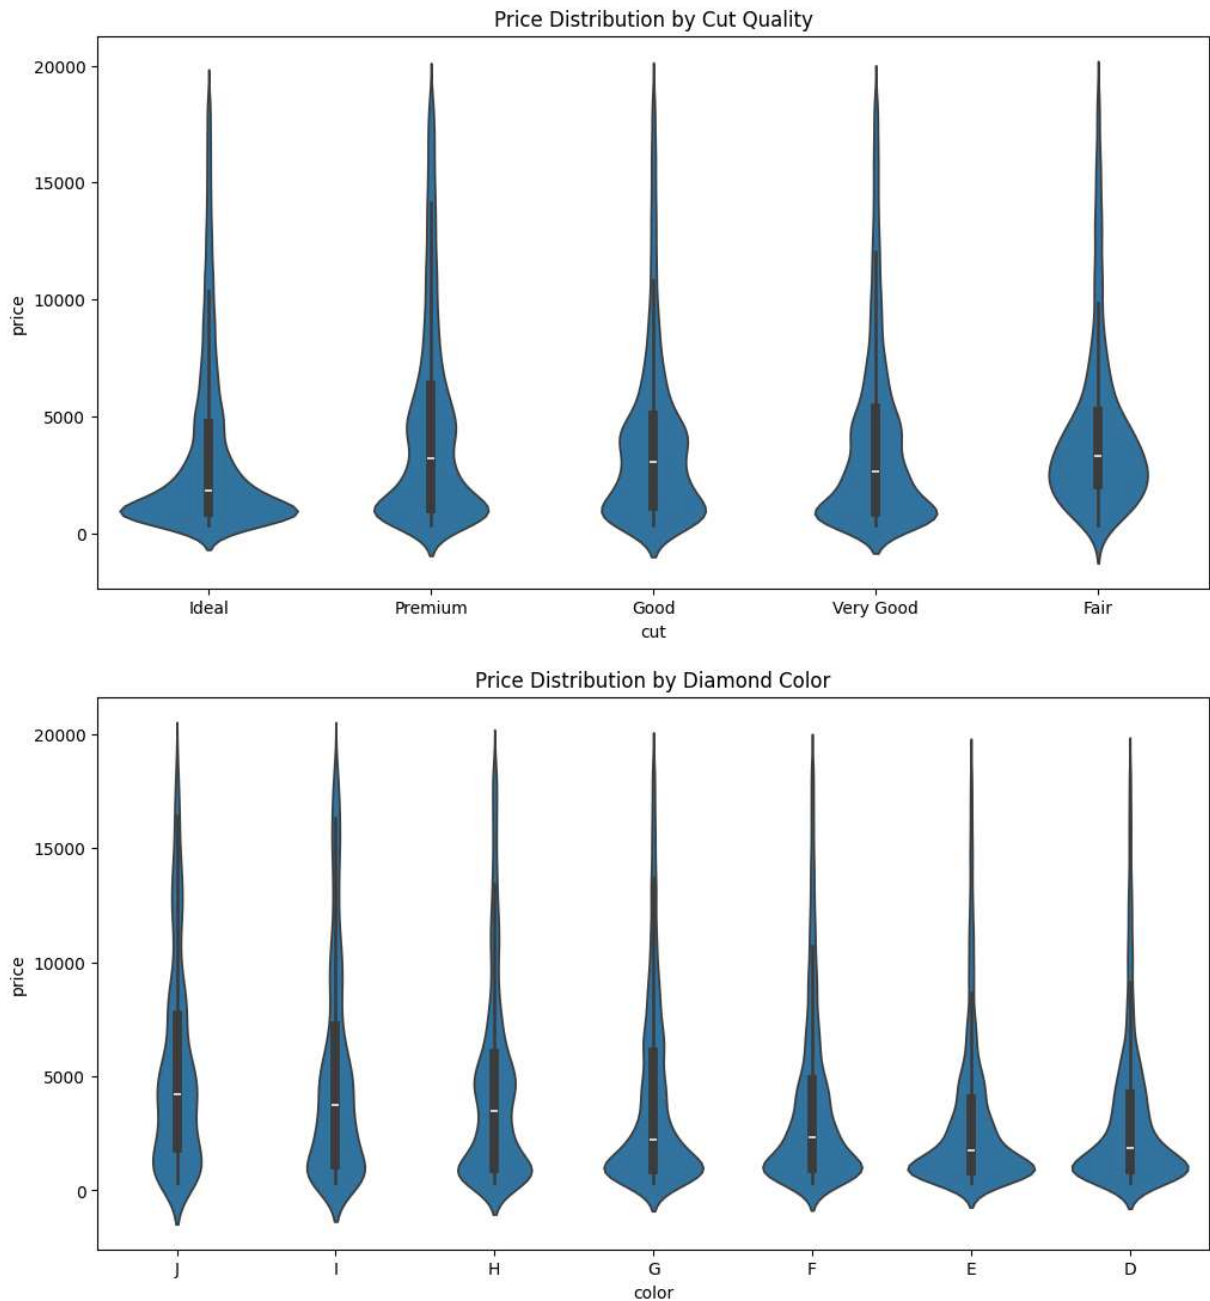 Price Distribution by Cut Quality
20000
15000
10000
5000
0
price
Ideal Premium Good Very Good Fair
cut
Price Distribution by Diamond Color
20000
15000
10000
5000
0
price
J I H G F E D
color